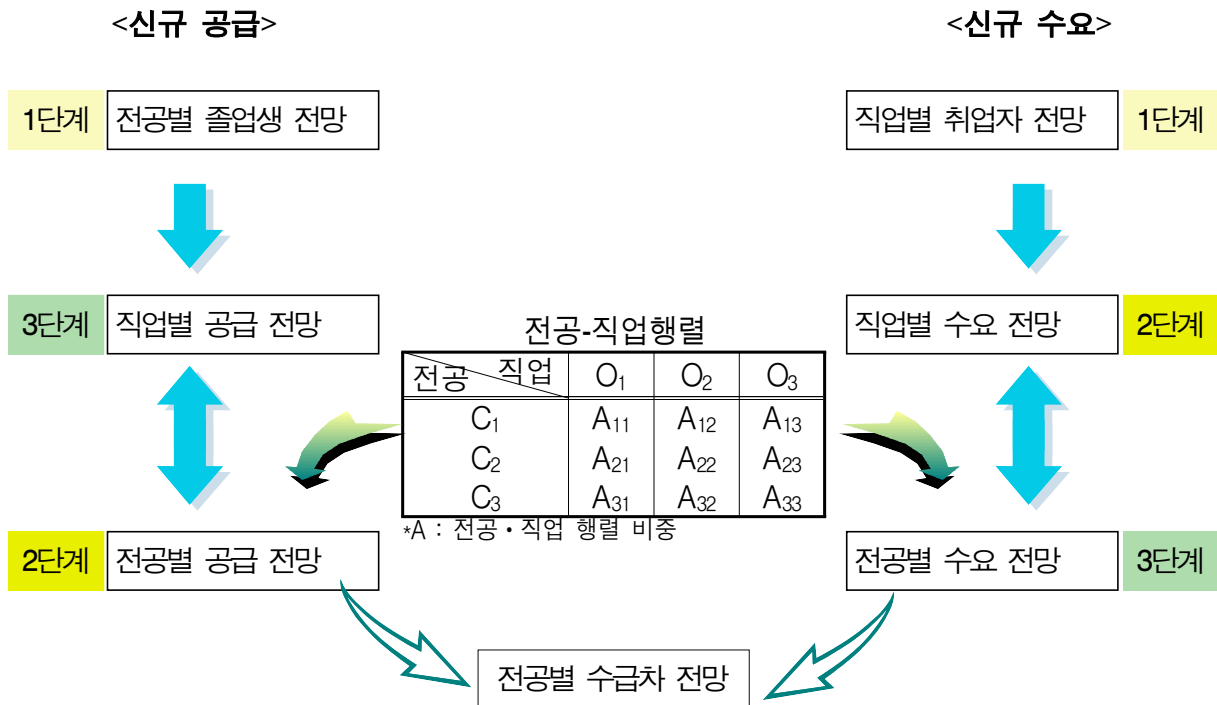 <신규 공급>
<신규 수요>
1단계 전공별 졸업생 전망
직업별 취업자 전망 1단계
3단계 직업별 공급 전망
직업별 수요 전망 2단계
전공-직업행렬
전공 직업 O₁ O₂ O₃
C₁ A₁₁ A₁₂ A₁₃
C₂ A₂₁ A₂₂ A₂₃
C₃ A₃₁ A₃₂ A₃₃
*A : 전공・직업 행렬 비중
2단계 전공별 공급 전망
전공별 수요 전망 3단계
전공별 수급차 전망